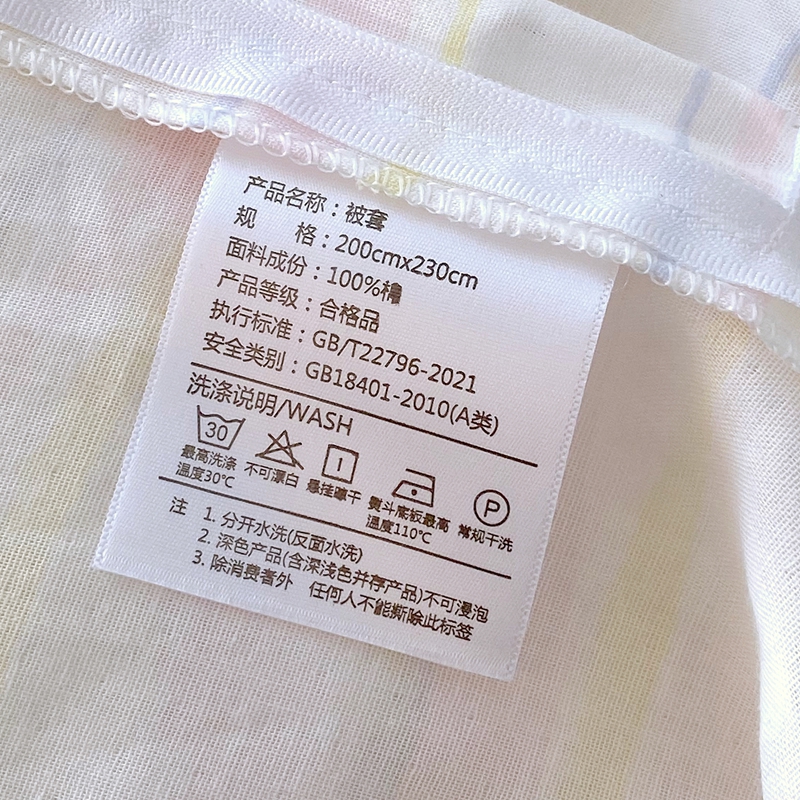 产品名称：被套
规　　格：200cmx230cm
面料成份：100%棉
产品等级：合格品
执行标准：GB/T22796-2021
安全类别：GB18401-2010(A类)
洗涤说明/WASH
30
P
最高洗涤
温度30℃
不可漂白
悬挂晾干
熨斗底板最高
温度110℃
常规干洗
注
1. 分开水洗(反面水洗)
2. 深色产品(含深浅色并存产品)不可浸泡
3. 除消费者外　任何人不能撕除此标签